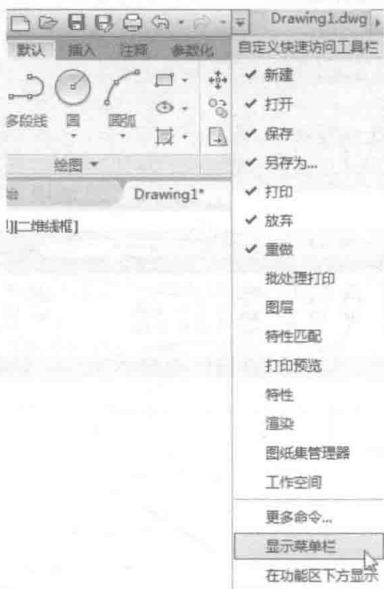 Drawing1.dwg
默认 插入 注释 参数化
自定义快速访问工具栏
多段线 圆 圆弧
绘图
Drawing1*
][二维线框]
新建
打开
保存
另存为...
打印
放弃
重做
批处理打印
图层
特性匹配
打印预览
特性
渲染
图纸集管理器
工作空间
更多命令...
显示菜单栏
在功能区下方显示